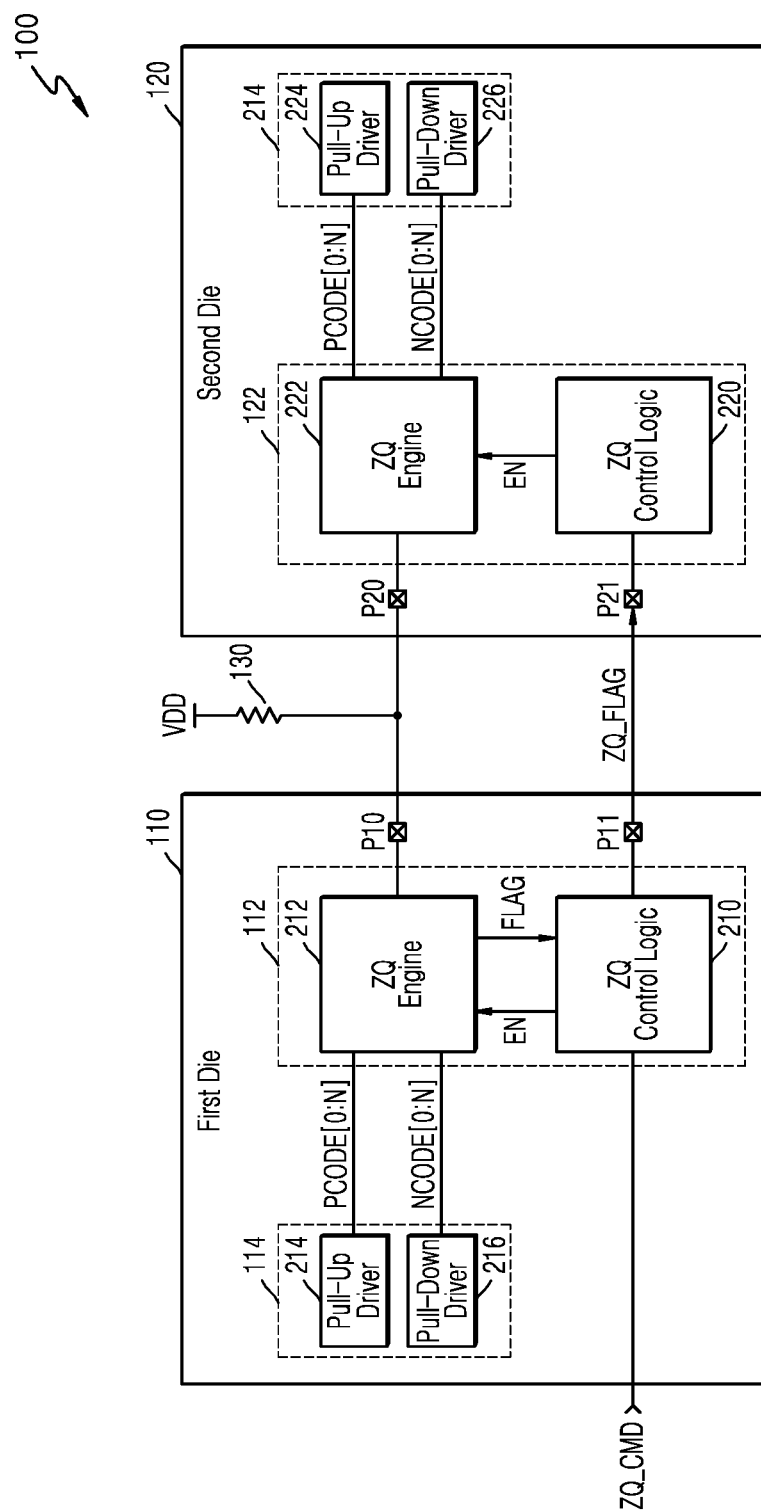 100
110
First Die
114
214
Pull-Up
Driver
Pull-Down
Driver
216
PCODE[0:N]
NCODE[0:N]
112
212
ZQ
Engine
EN
FLAG
ZQ
Control Logic
210
P10
P11
ZQ_CMD
VDD
130
ZQ_FLAG
120
Second Die
P20
P21
122
222
ZQ
Engine
EN
ZQ
Control Logic
220
PCODE[0:N]
NCODE[0:N]
214
224
Pull-Up
Driver
Pull-Down
Driver
226